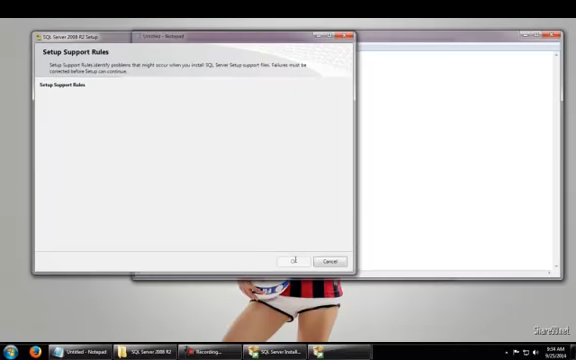 SQL Server 2008 R2 Setup
Untitled - Notepad
Setup Support Rules
Setup Support Rules identify problems that might occur when you install SQL Server Setup support files. Failures must be
corrected before Setup can continue.
Setup Support Rules
OK
Cancel
Untitled - Notepad
SQL Server 2008 R2
Recording...
SQL Server Install...
9:34 AM